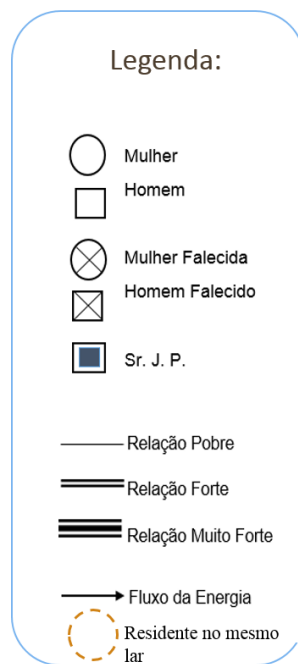 Legenda:
Mulher
Homem
Mulher Falecida
Homem Falecido
Sr. J. P.
Relação Pobre
Relação Forte
Relação Muito Forte
Fluxo da Energia
Residente no mesmo
lar